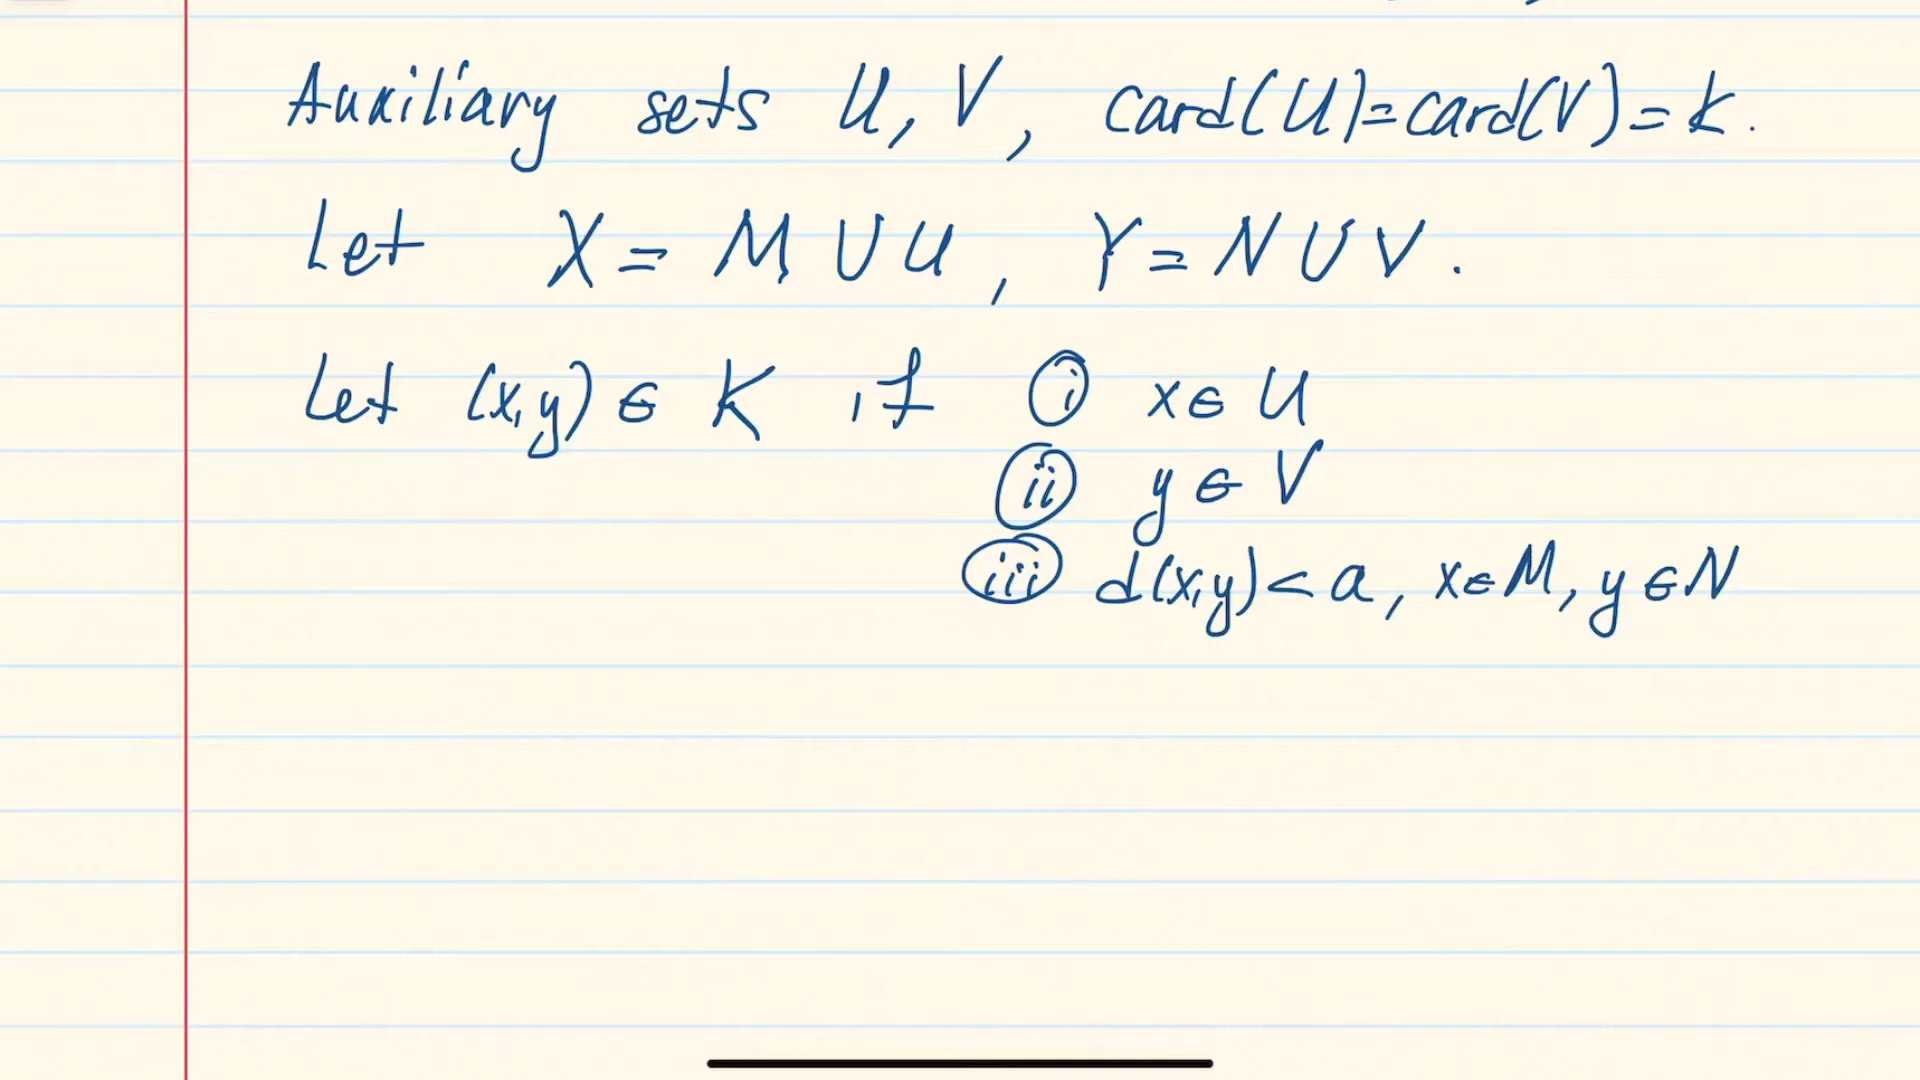 Auxiliary sets U, V, card(U)=card(V)=k.
Let X = M ∪ U, Y = N ∪ V.
Let (x,y) ∈ K if (i) x ∈ U
(ii) y ∈ V
(iii) d(x,y) < a, x ∈ M, y ∈ N